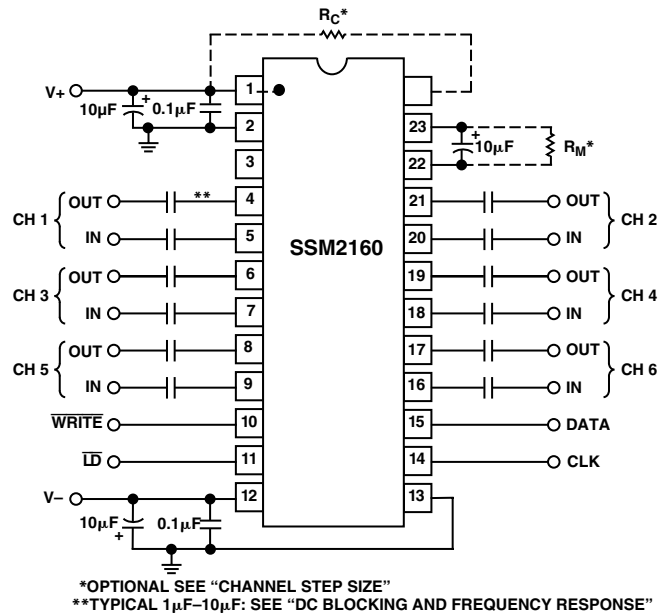 RC*
V+
10μF + 0.1μF
1
2
3
4
5
6
7
8
9
10
11
12
SSM2160
23
22
21
20
19
18
17
16
15
14
13
+ 10μF RM*
CH 1 OUT **
IN
CH 3 OUT
IN
CH 5 OUT
IN
WRITE
LD
V–
10μF + 0.1μF
OUT CH 2
IN
OUT CH 4
IN
OUT CH 6
IN
DATA
CLK
*OPTIONAL SEE “CHANNEL STEP SIZE”
**TYPICAL 1μF–10μF: SEE “DC BLOCKING AND FREQUENCY RESPONSE”